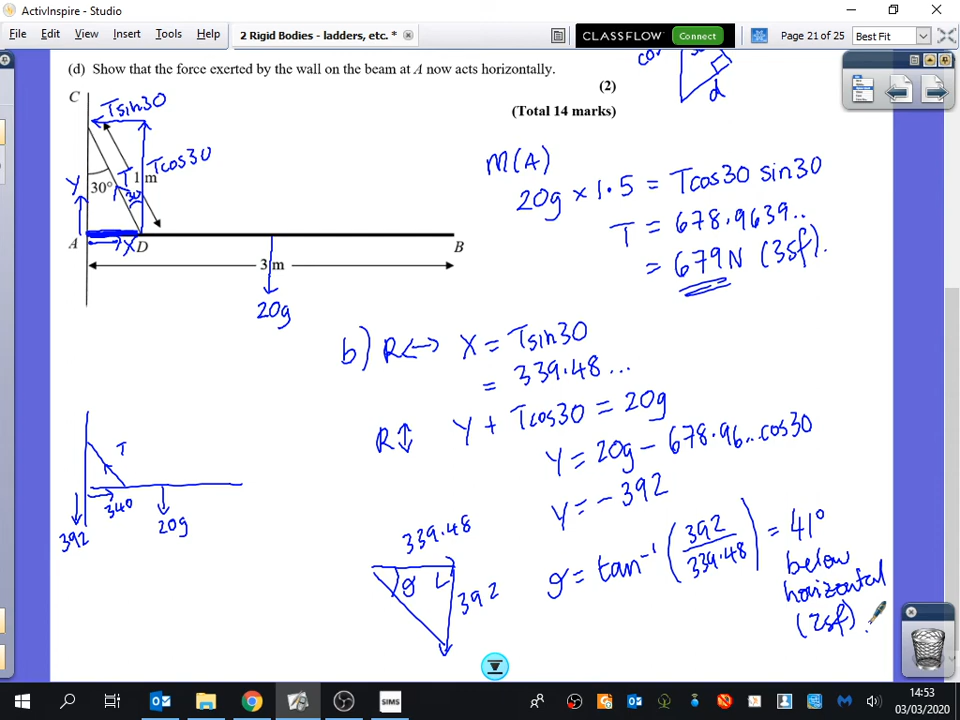 ActivInspire - Studio
File Edit View Insert Tools Help
2 Rigid Bodies - ladders, etc. *
CLASSFLOW Connect
Page 21 of 25
Best Fit
(d) Show that the force exerted by the wall on the beam at A now acts horizontally.
(2)
(Total 14 marks)
d
C
Tsin30
Tcos30
T
1 m
30°
30
Y
A
X
D
B
3 m
20g
M(A)
20g × 1.5 = Tcos30 sin30
T = 678.9639..
= 679N (3sf).
b) R↔ X = Tsin30
= 339.48...
R↕ Y + Tcos30 = 20g
Y = 20g - 678.96...cos30
Y = -392
T
340
392
20g
339.48
θ
392
θ = tan⁻¹ (392/339.48) = 41°
below
horizontal
(2sf).
SIMS
14:53
03/03/2020